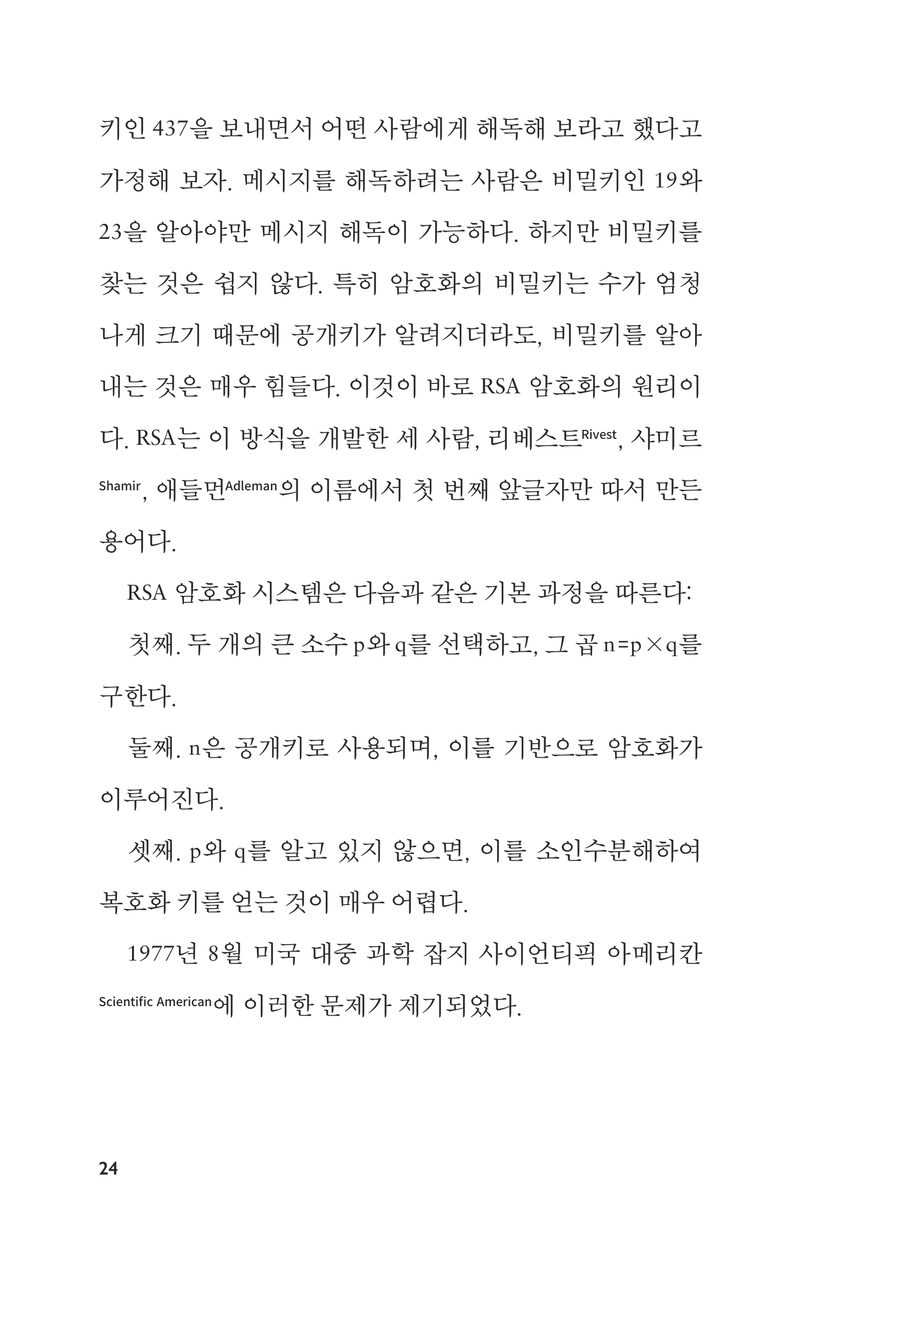 키인 437을 보내면서 어떤 사람에게 해독해 보라고 했다고
가정해 보자. 메시지를 해독하려는 사람은 비밀키인 19와
23을 알아야만 메시지 해독이 가능하다. 하지만 비밀키를
찾는 것은 쉽지 않다. 특히 암호화의 비밀키는 수가 엄청
나게 크기 때문에 공개키가 알려지더라도, 비밀키를 알아
내는 것은 매우 힘들다. 이것이 바로 RSA 암호화의 원리이
다. RSA는 이 방식을 개발한 세 사람, 리베스트Rivest, 샤미르
Shamir, 애들먼Adleman의 이름에서 첫 번째 앞글자만 따서 만든
용어다.
RSA 암호화 시스템은 다음과 같은 기본 과정을 따른다:
첫째. 두 개의 큰 소수 p와 q를 선택하고, 그 곱 n=p×q를
구한다.
둘째. n은 공개키로 사용되며, 이를 기반으로 암호화가
이루어진다.
셋째. p와 q를 알고 있지 않으면, 이를 소인수분해하여
복호화 키를 얻는 것이 매우 어렵다.
1977년 8월 미국 대중 과학 잡지 사이언티픽 아메리칸
Scientific American에 이러한 문제가 제기되었다.
24